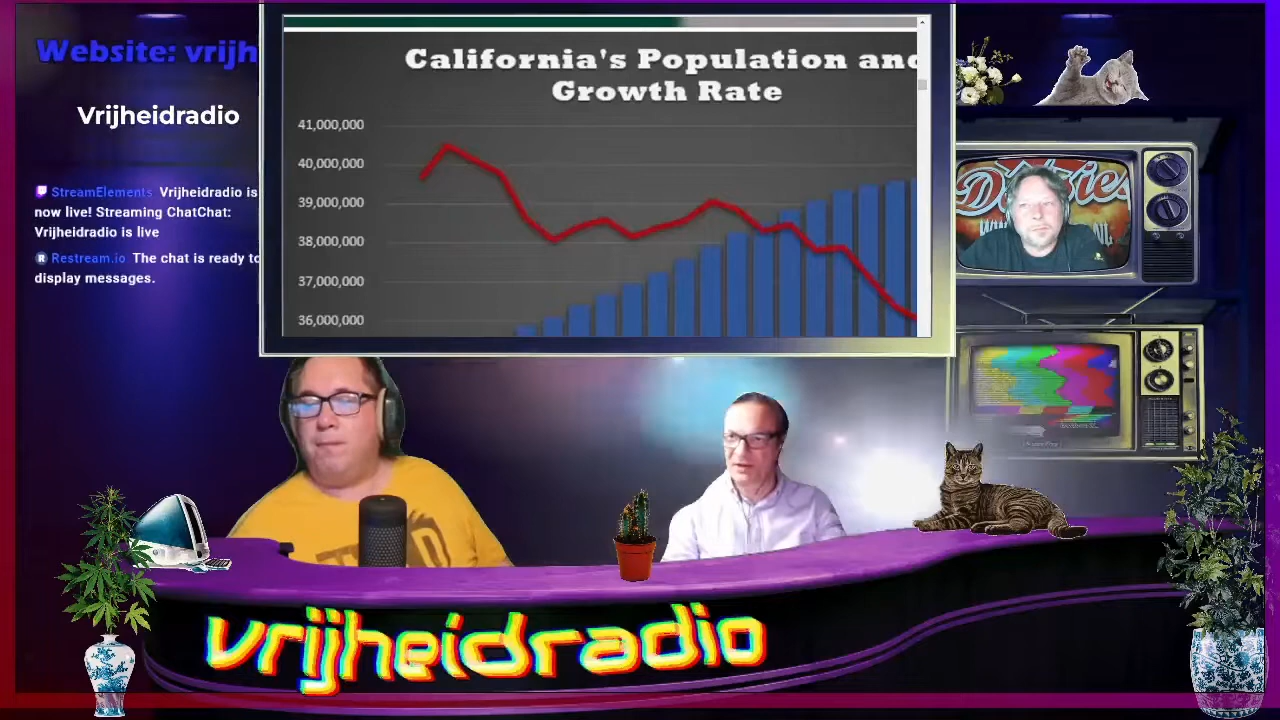 Website: vrijh
Vrijheidradio
StreamElements Vrijheidradio is
now live! Streaming ChatChat:
Vrijheidradio is live
Restream.io The chat is ready to
display messages.
California's Population and
Growth Rate
41,000,000
40,000,000
39,000,000
38,000,000
37,000,000
36,000,000
vrijheidradio